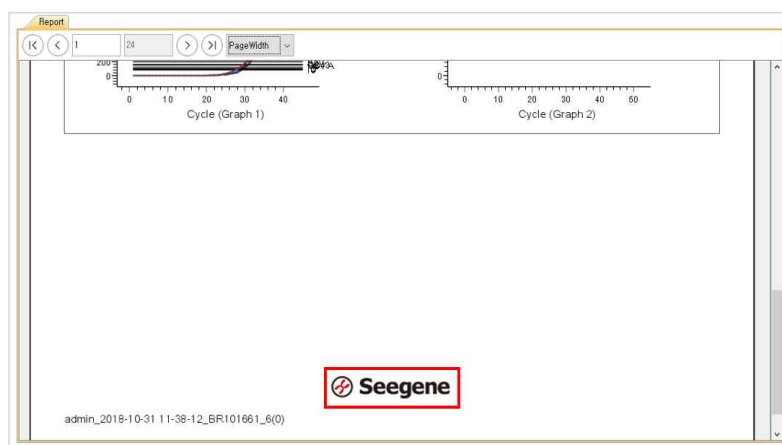 Report
1 24 PageWidth
200
0 0
0 10 20 30 40 0 10 20 30 40 50
Cycle (Graph 1) Cycle (Graph 2)
Seegene
admin_2018-10-31 11-38-12_BR101661_6(0)